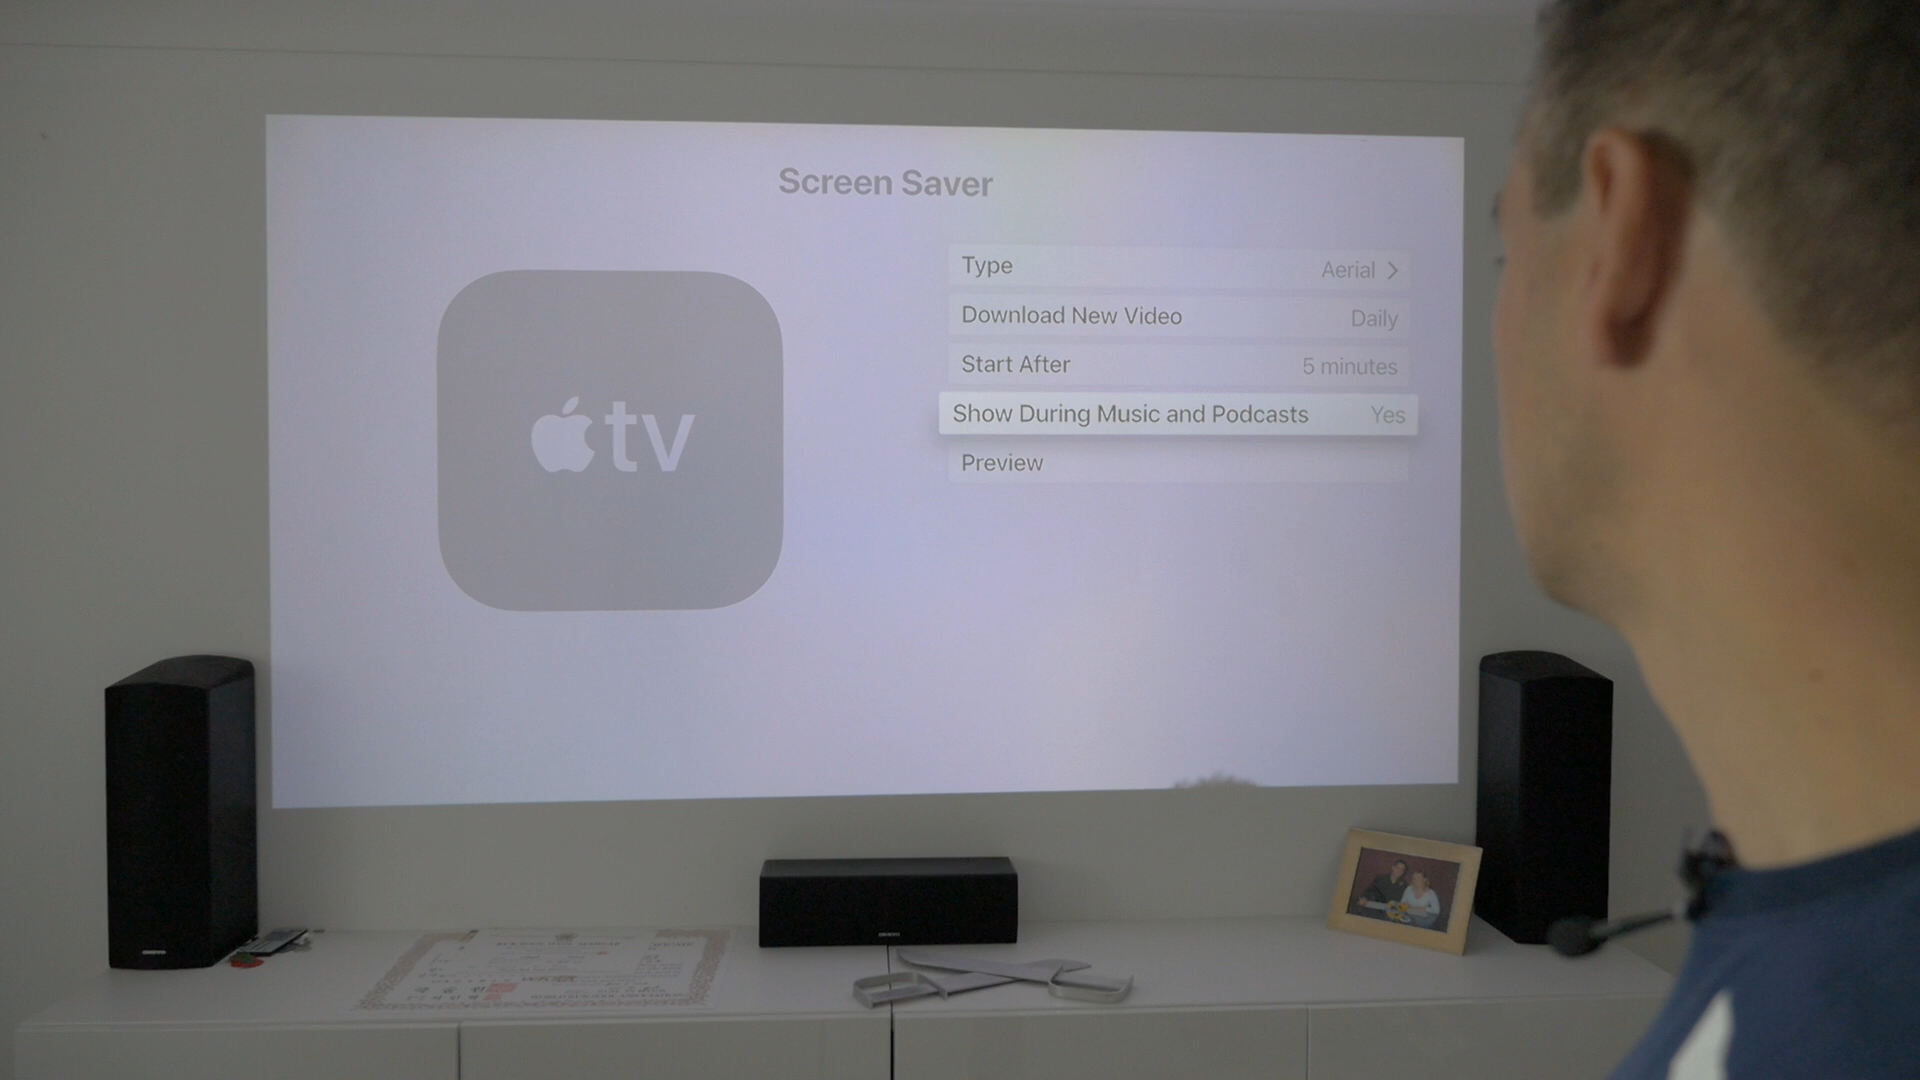 Screen Saver
Type Aerial
Download New Video Daily
Start After 5 minutes
Show During Music and Podcasts Yes
Preview
tv
ONKYO